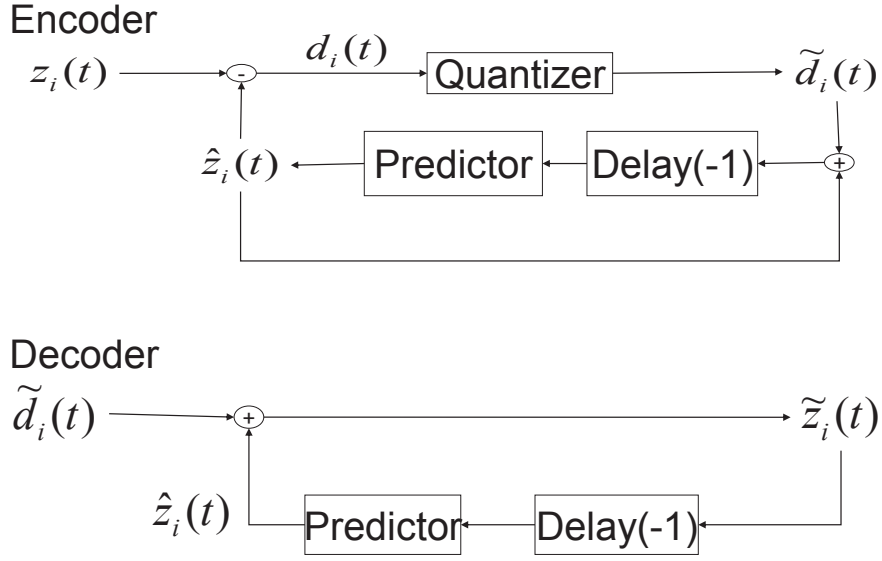 Encoder
z_i(t) - d_i(t) Quantizer d̃_i(t)
ẑ_i(t) Predictor Delay(-1) +
Decoder
d̃_i(t) + z̃_i(t)
ẑ_i(t) Predictor Delay(-1)